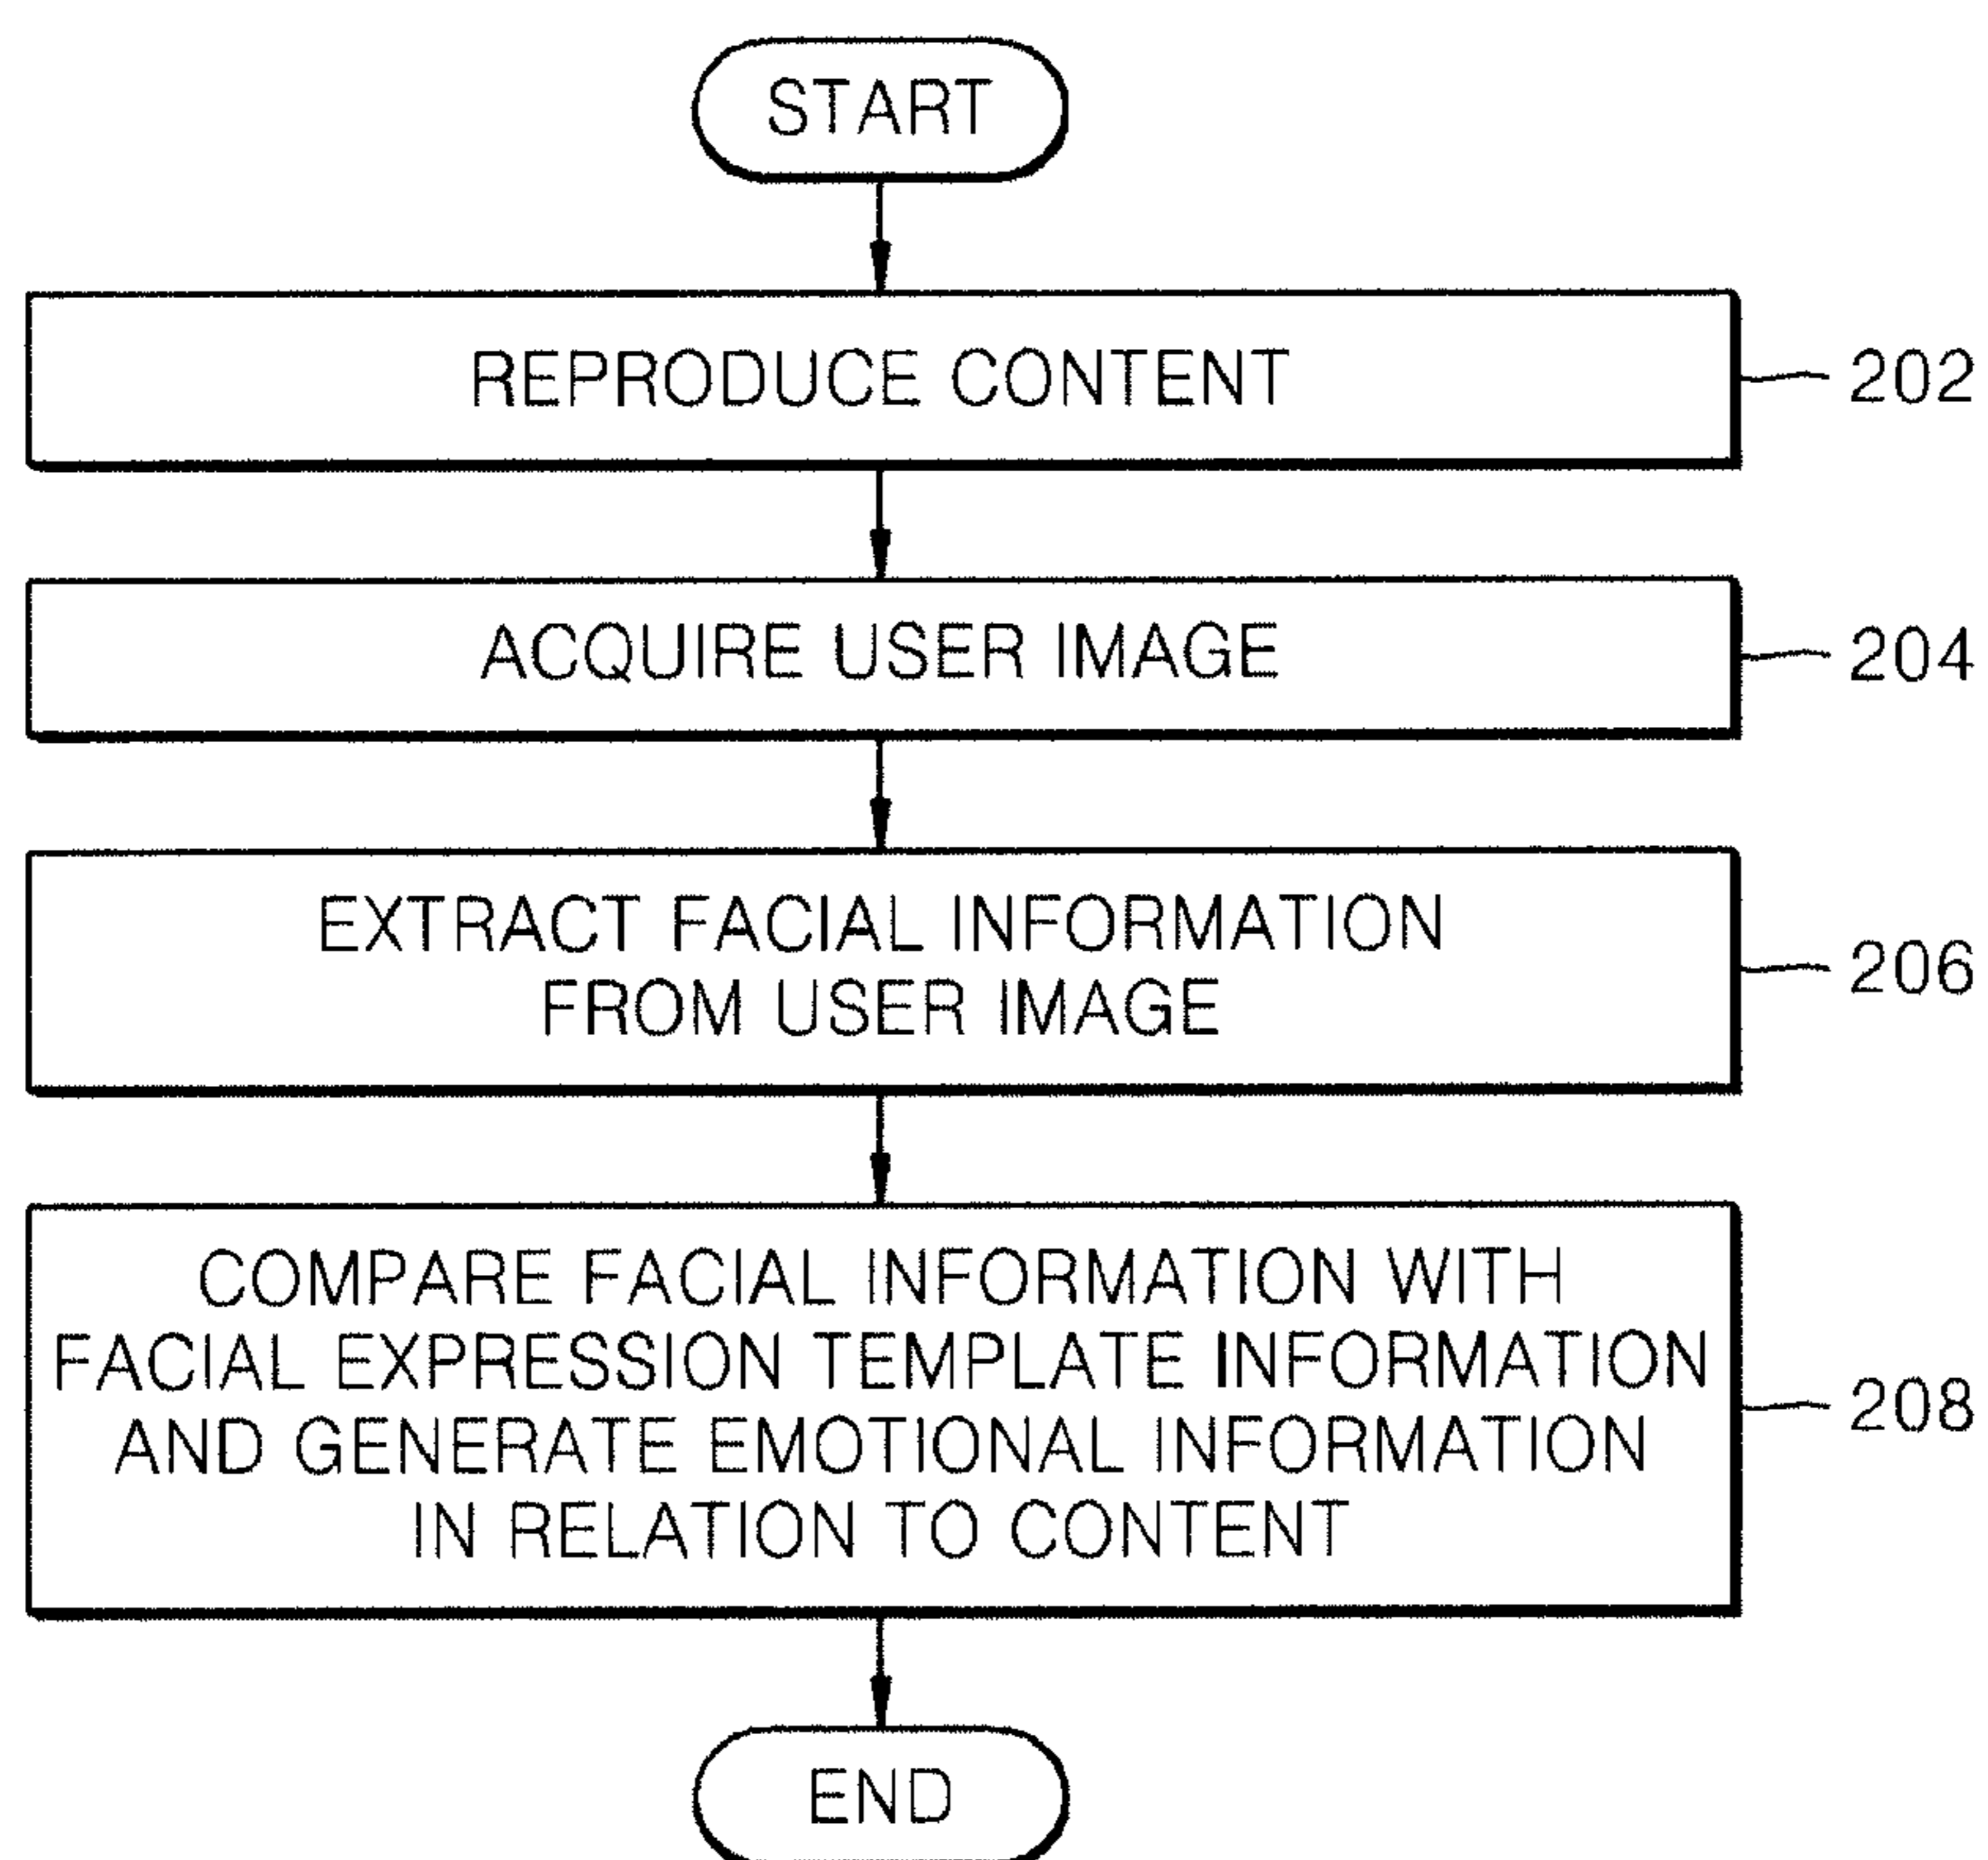 START
REPRODUCE CONTENT
202
ACQUIRE USER IMAGE
204
EXTRACT FACIAL INFORMATION
FROM USER IMAGE
206
COMPARE FACIAL INFORMATION WITH
FACIAL EXPRESSION TEMPLATE INFORMATION
AND GENERATE EMOTIONAL INFORMATION
IN RELATION TO CONTENT
208
END